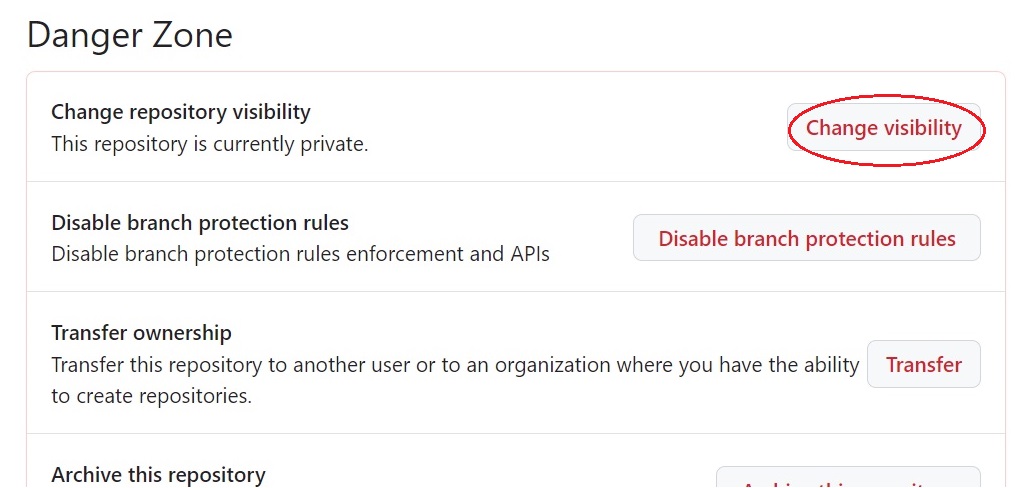 Danger Zone
Change repository visibility
This repository is currently private.
Change visibility
Disable branch protection rules
Disable branch protection rules enforcement and APIs
Disable branch protection rules
Transfer ownership
Transfer this repository to another user or to an organization where you have the ability
to create repositories.
Transfer
Archive this repository